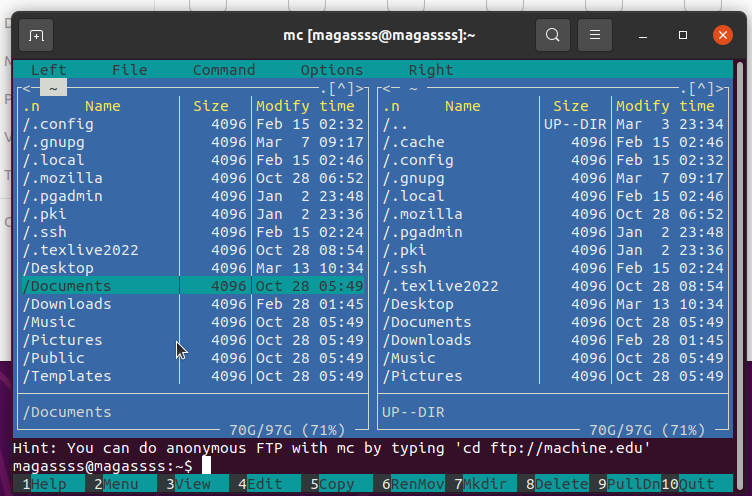 mc [magassss@magassss]:~
Left File Command Options Right
<─ ~ .[^]>
.n Name Size Modify time
/.config 4096 Feb 15 02:32
/.gnupg 4096 Mar 7 09:17
/.local 4096 Feb 15 02:46
/.mozilla 4096 Oct 28 06:52
/.pgadmin 4096 Jan 2 23:48
/.pki 4096 Jan 2 23:36
/.ssh 4096 Feb 15 02:24
/.texlive2022 4096 Oct 28 08:54
/Desktop 4096 Mar 13 10:34
/Documents 4096 Oct 28 05:49
/Downloads 4096 Feb 28 01:45
/Music 4096 Oct 28 05:49
/Pictures 4096 Oct 28 05:49
/Public 4096 Oct 28 05:49
/Templates 4096 Oct 28 05:49
/Documents
70G/97G (71%)
<─ ~ .[^]>
.n Name Size Modify time
/.. UP--DIR Mar 3 23:34
/.cache 4096 Feb 15 02:46
/.config 4096 Feb 15 02:32
/.gnupg 4096 Mar 7 09:17
/.local 4096 Feb 15 02:46
/.mozilla 4096 Oct 28 06:52
/.pgadmin 4096 Jan 2 23:48
/.pki 4096 Jan 2 23:36
/.ssh 4096 Feb 15 02:24
/.texlive2022 4096 Oct 28 08:54
/Desktop 4096 Mar 13 10:34
/Documents 4096 Oct 28 05:49
/Downloads 4096 Feb 28 01:45
/Music 4096 Oct 28 05:49
/Pictures 4096 Oct 28 05:49
UP--DIR
70G/97G (71%)
Hint: You can do anonymous FTP with mc by typing 'cd ftp://machine.edu'
magassss@magassss:~$
1Help 2Menu 3View 4Edit 5Copy 6RenMov 7Mkdir 8Delete 9PullDn 10Quit